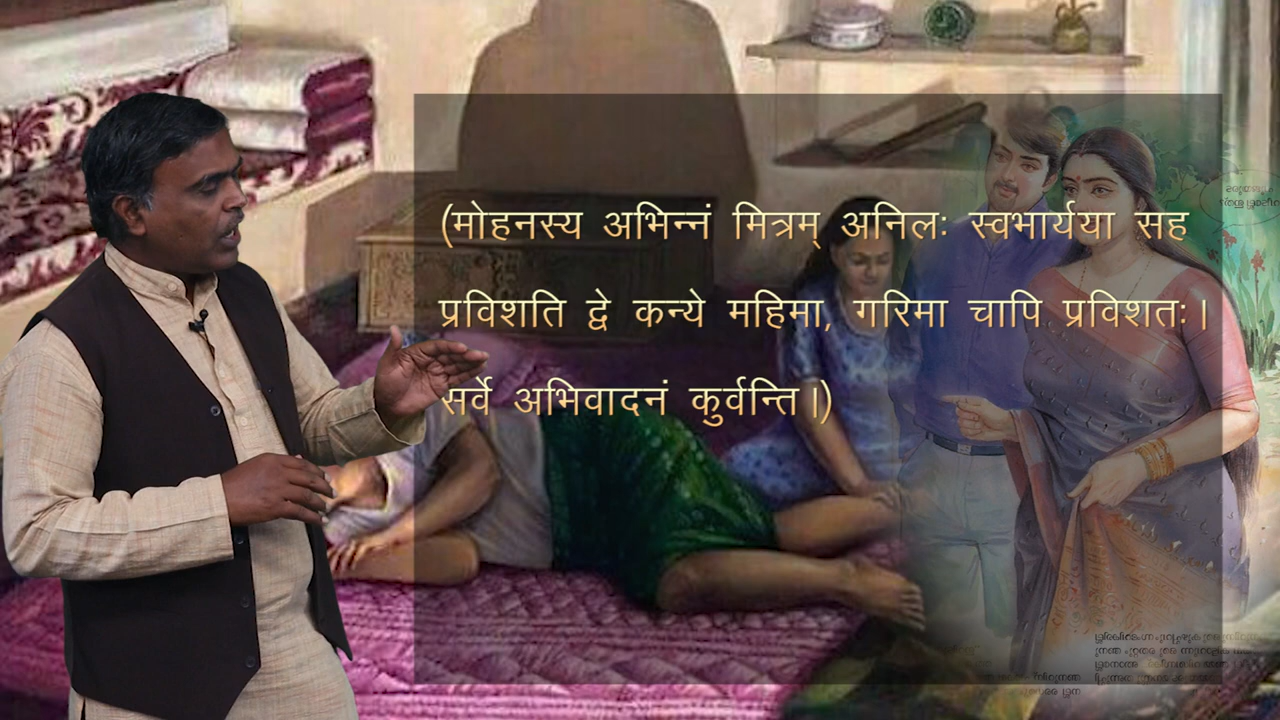 (मोहनस्य अभिन्नं मित्रम् अनिलः स्वभार्यया सह
प्रविशति द्वे कन्ये महिमा, गरिमा चापि प्रविशतः।
सर्वे अभिवादनं कुर्वन्ति।)